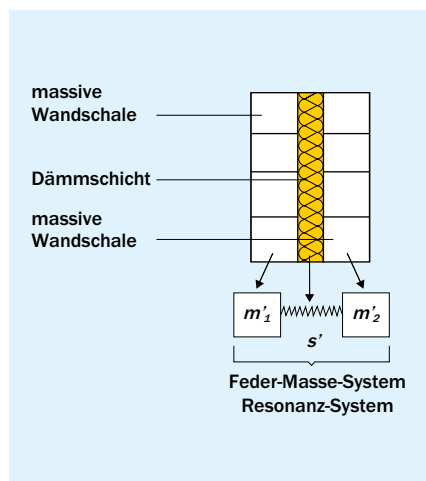 massive
Wandschale
Dämmschicht
massive
Wandschale
m'₁
m'₂
s'
Feder-Masse-System
Resonanz-System